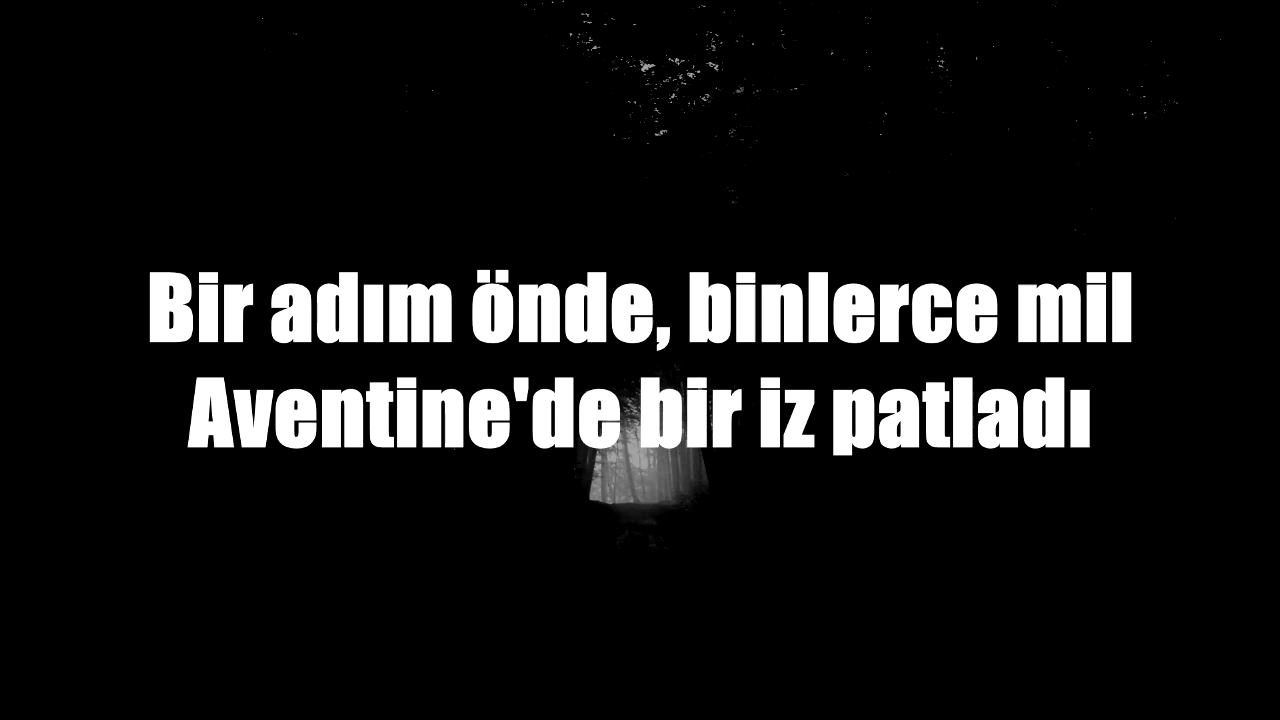 Bir adım önde, binlerce mil
Aventine'de bir iz patladı